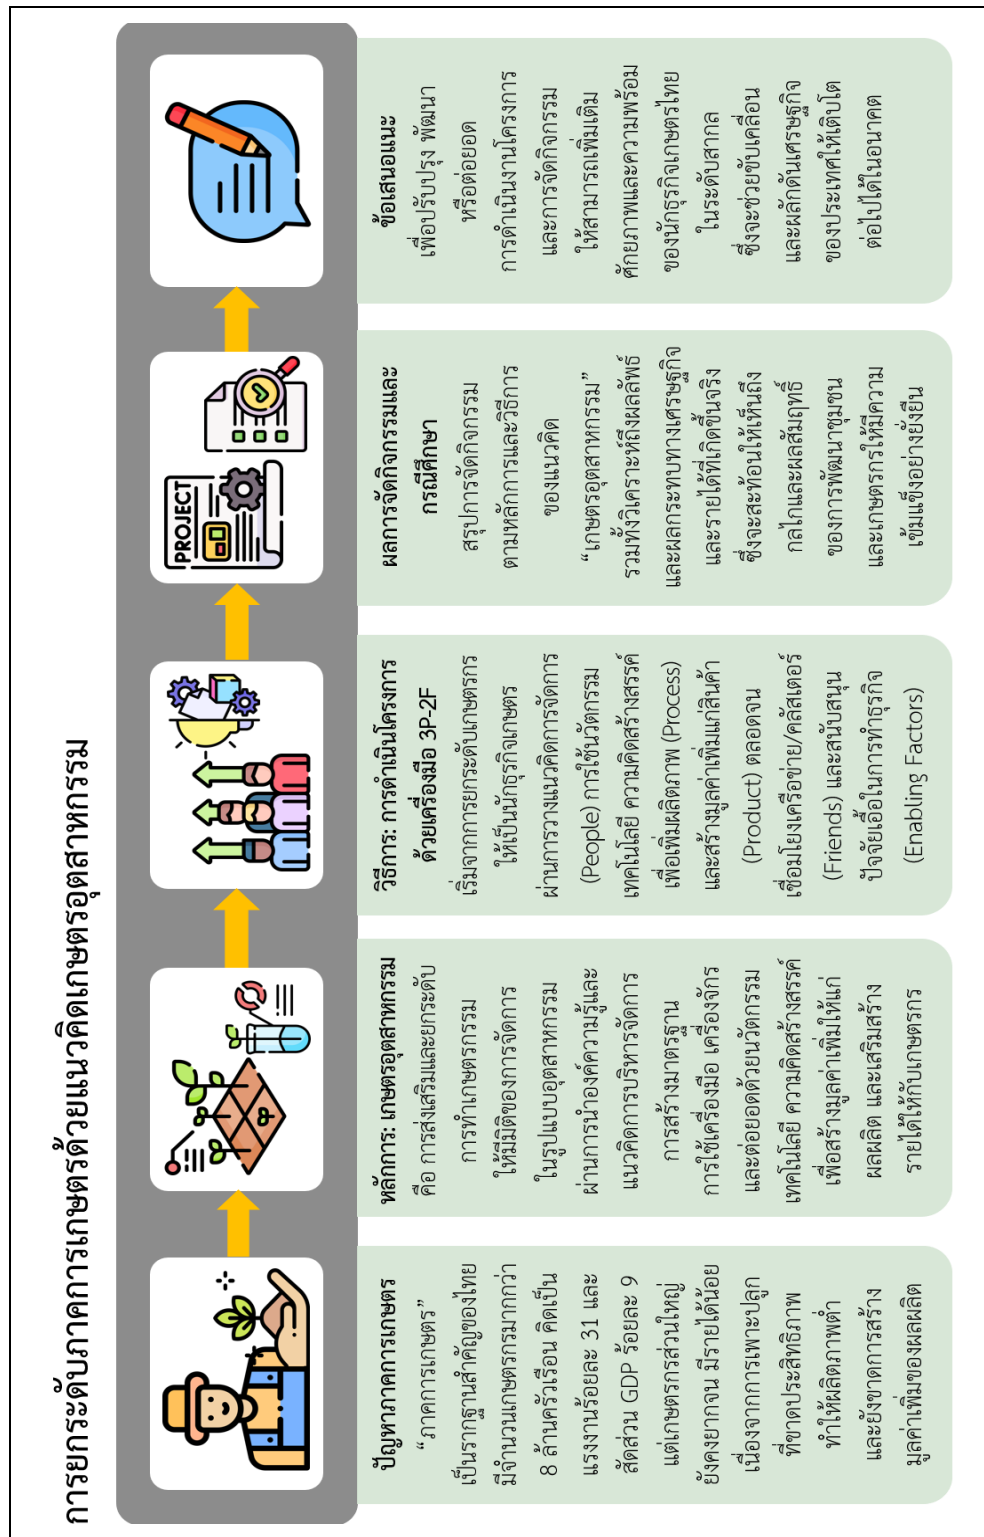 การยกระดับภาคการเกษตรด้วยแนวคิดเกษตรอุตสาหกรรม
ปัญหาภาคการเกษตร
“ภาคการเกษตร”
เป็นรากฐานสำคัญของไทย
มีจำนวนเกษตรกรมากกว่า
8 ล้านครัวเรือน คิดเป็น
แรงงานร้อยละ 31 และ
สัดส่วน GDP ร้อยละ 9
แต่เกษตรกรส่วนใหญ่
ยังคงยากจน มีรายได้น้อย
เนื่องจากการเพาะปลูก
ที่ขาดประสิทธิภาพ
ทำให้ผลิตภาพต่ำ
และยังขาดการสร้าง
มูลค่าเพิ่มของผลผลิต
หลักการ: เกษตรอุตสาหกรรม
คือ การส่งเสริมและยกระดับ
การทำเกษตรกรรม
ให้มีมิติของการจัดการ
ในรูปแบบอุตสาหกรรม
ผ่านการนำองค์ความรู้และ
แนวคิดการบริหารจัดการ
การสร้างมาตรฐาน
การใช้เครื่องมือ เครื่องจักร
และต่อยอดด้วยนวัตกรรม
เทคโนโลยี ความคิดสร้างสรรค์
เพื่อสร้างมูลค่าเพิ่มให้แก่
ผลผลิต และเสริมสร้าง
รายได้ให้กับเกษตรกร
วิธีการ: การดำเนินโครงการ
ด้วยเครื่องมือ 3P-2F
เริ่มจากการยกระดับเกษตรกร
ให้เป็นนักธุรกิจเกษตร
ผ่านการวางแนวคิดการจัดการ
(People) การใช้นวัตกรรม
เทคโนโลยี ความคิดสร้างสรรค์
เพื่อเพิ่มผลิตภาพ (Process)
และสร้างมูลค่าเพิ่มแก่สินค้า
(Product) ตลอดจน
เชื่อมโยงเครือข่าย/คลัสเตอร์
(Friends) และสนับสนุน
ปัจจัยเอื้อในการทำธุรกิจ
(Enabling Factors)
PROJECT
ผลการจัดกิจกรรมและ
กรณีศึกษา
สรุปการจัดกิจกรรม
ตามหลักการและวิธีการ
ของแนวคิด
“เกษตรอุตสาหกรรม”
รวมทั้งวิเคราะห์ถึงผลลัพธ์
และผลกระทบทางเศรษฐกิจ
และรายได้ที่เกิดขึ้นจริง
ซึ่งจะสะท้อนให้เห็นถึง
กลไกและผลสัมฤทธิ์
ของการพัฒนาชุมชน
และเกษตรกรให้มีความ
เข้มแข็งอย่างยั่งยืน
ข้อเสนอแนะ
เพื่อปรับปรุง พัฒนา
หรือต่อยอด
การดำเนินงานโครงการ
และการจัดกิจกรรม
ให้สามารถเพิ่มเติม
ศักยภาพและความพร้อม
ของนักธุรกิจเกษตรไทย
ในระดับสากล
ซึ่งจะช่วยขับเคลื่อน
และผลักดันเศรษฐกิจ
ของประเทศให้เติบโต
ต่อไปได้ในอนาคต